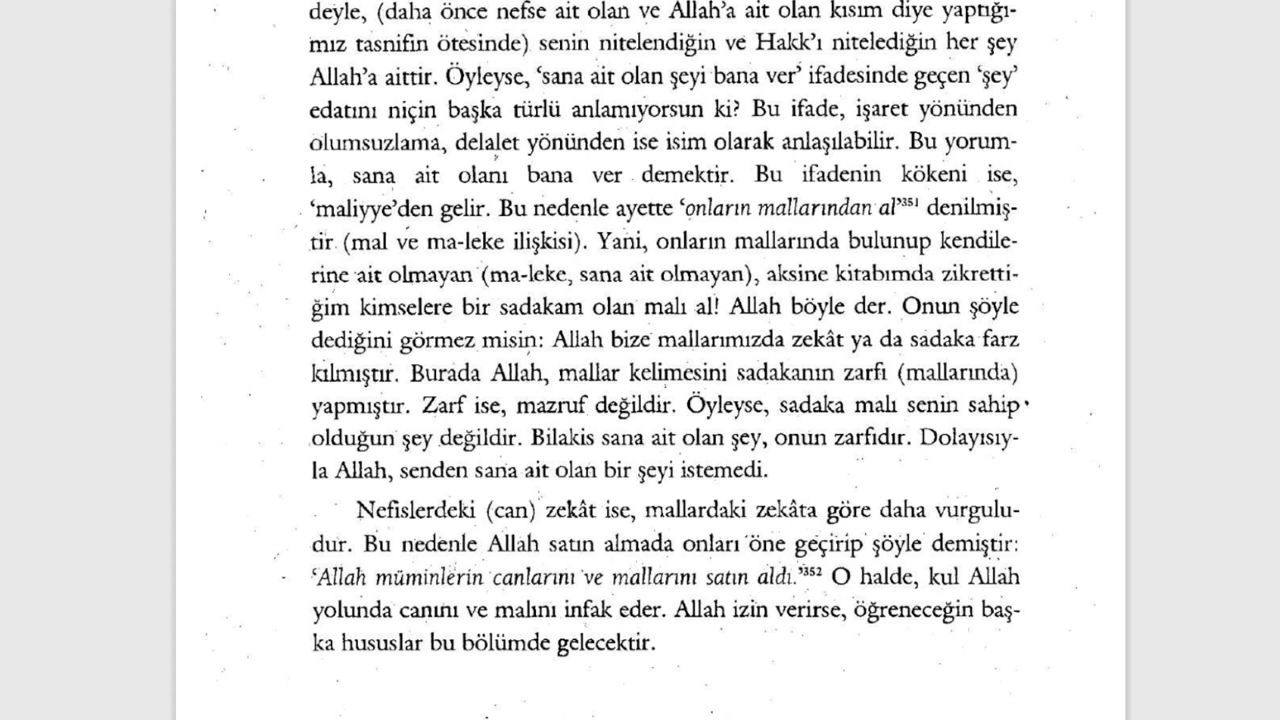 deyle, (daha önce nefse ait olan ve Allah’a ait olan kısım diye yaptığı-
mız tasnifin ötesinde) senin nitelendiğin ve Hakk’ı nitelediğin her şey
Allah’a aittir. Öyleyse, ‘sana ait olan şeyi bana ver’ ifadesinde geçen ‘şey’
edatını niçin başka türlü anlamıyorsun ki? Bu ifade, işaret yönünden
olumsuzlama, delalet yönünden ise isim olarak anlaşılabilir. Bu yorum-
la, sana ait olanı bana ver demektir. Bu ifadenin kökeni ise,
‘maliyye’den gelir. Bu nedenle ayette ‘onların mallarından al’³⁵¹ denilmiş-
tir (mal ve ma-leke ilişkisi). Yani, onların mallarında bulunup kendile-
rine ait olmayan (ma-leke, sana ait olmayan), aksine kitabımda zikretti-
ğim kimselere bir sadakam olan malı al! Allah böyle der. Onun şöyle
dediğini görmez misin: Allah bize mallarımızda zekât ya da sadaka farz
kılmıştır. Burada Allah, mallar kelimesini sadakanın zarfı (mallarında)
yapmıştır. Zarf ise, mazruf değildir. Öyleyse, sadaka malı senin sahip
olduğun şey değildir. Bilakis sana ait olan şey, onun zarfıdır. Dolayısıy-
la Allah, senden sana ait olan bir şeyi istemedi.
Nefislerdeki (can) zekât ise, mallardaki zekâta göre daha vurgulu-
dur. Bu nedenle Allah satın almada onları öne geçirip şöyle demiştir:
‘Allah müminlerin canlarını ve mallarını satın aldı.’³⁵² O halde, kul Allah
yolunda canını ve malını infak eder. Allah izin verirse, öğreneceğin baş-
ka hususlar bu bölümde gelecektir.